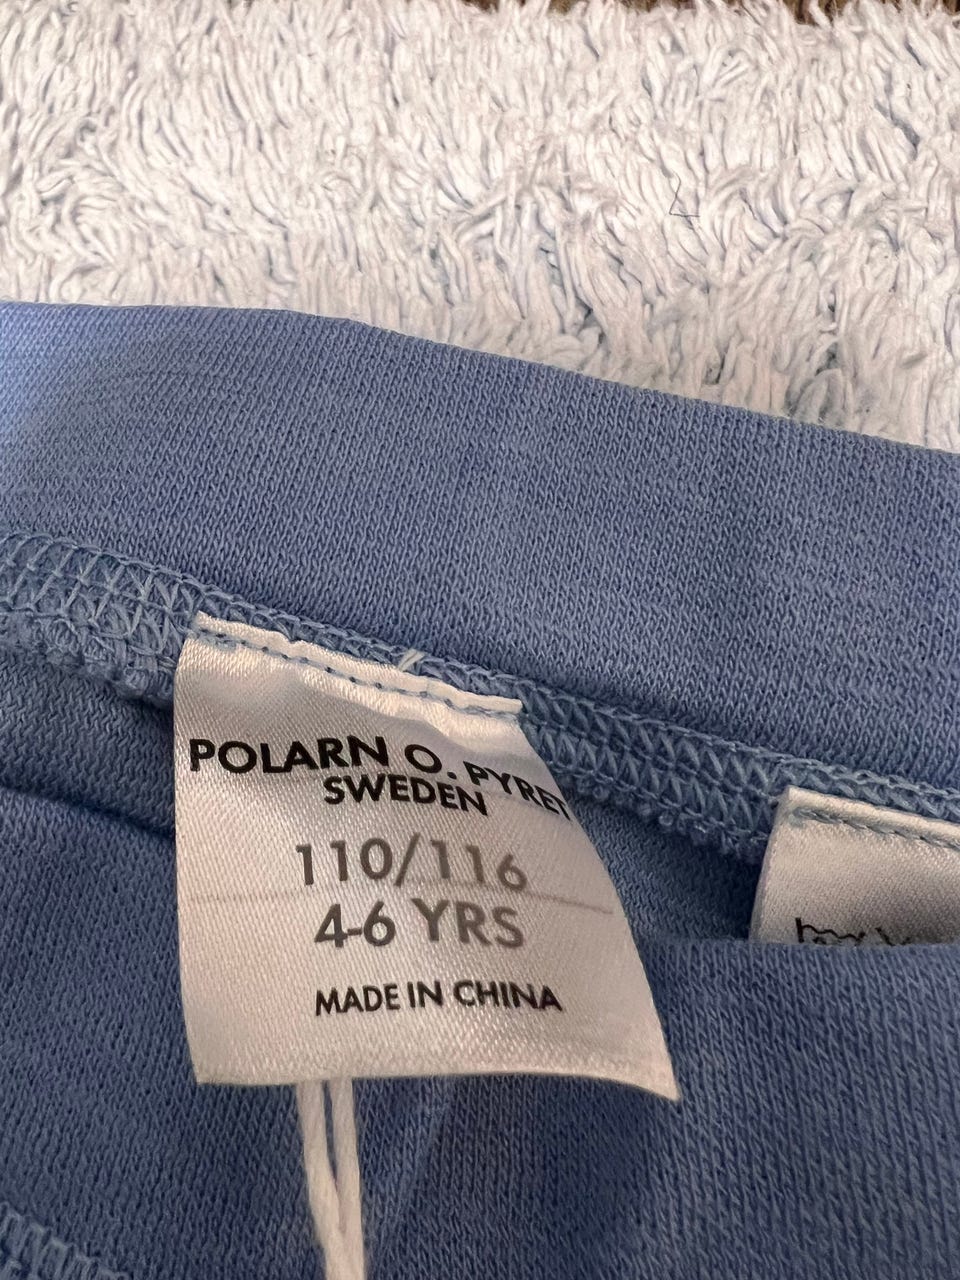 POLARN O. PYRET
SWEDEN
110/116
4-6 YRS
MADE IN CHINA